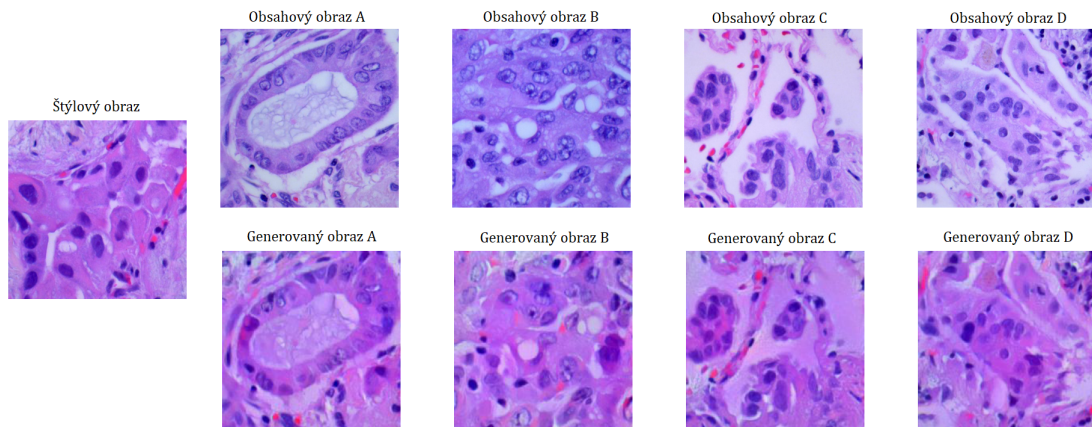 Obsahový obraz A
Obsahový obraz B
Obsahový obraz C
Obsahový obraz D
Štýlový obraz
Generovaný obraz A
Generovaný obraz B
Generovaný obraz C
Generovaný obraz D